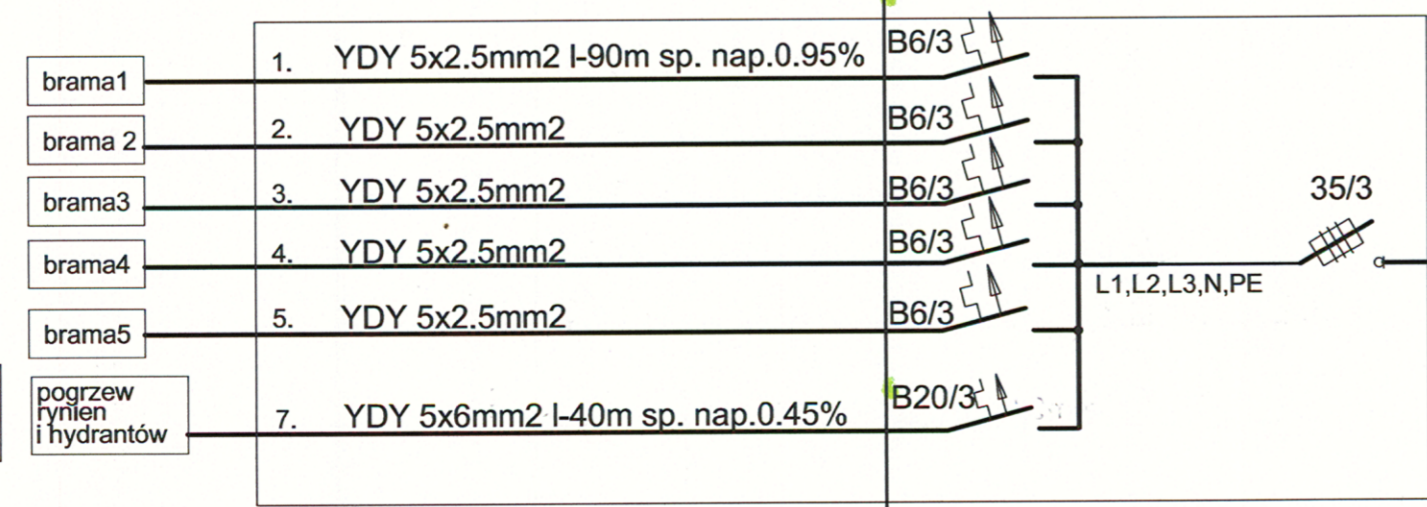 brama1
1.
YDY 5x2.5mm2 l-90m sp. nap.0.95%
B6/3
brama 2
2.
YDY 5x2.5mm2
B6/3
brama3
3.
YDY 5x2.5mm2
B6/3
35/3
brama4
4.
YDY 5x2.5mm2
B6/3
L1,L2,L3,N,PE
brama5
5.
YDY 5x2.5mm2
B6/3
pogrzew
rynien
i hydrantów
7.
YDY 5x6mm2 l-40m sp. nap.0.45%
B20/3